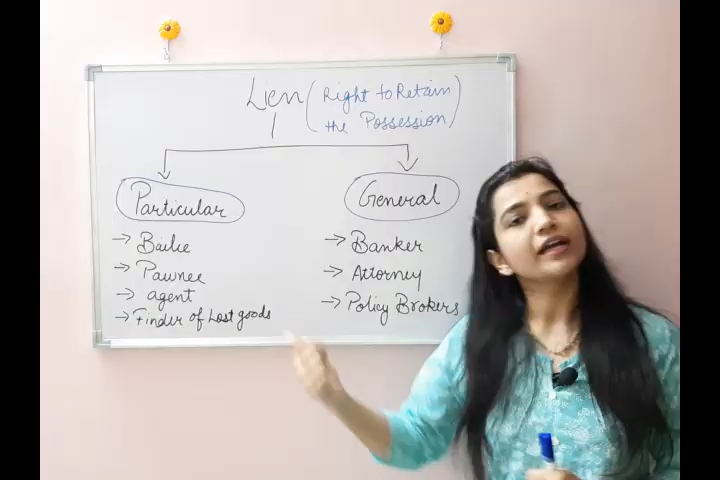 Lien (Right to Retain
the Possession)
Particular
General
→ Bailee
→ Pawnee
→ agent
→ Finder of Lost goods
→ Banker
→ Attorney
→ Policy Brokers